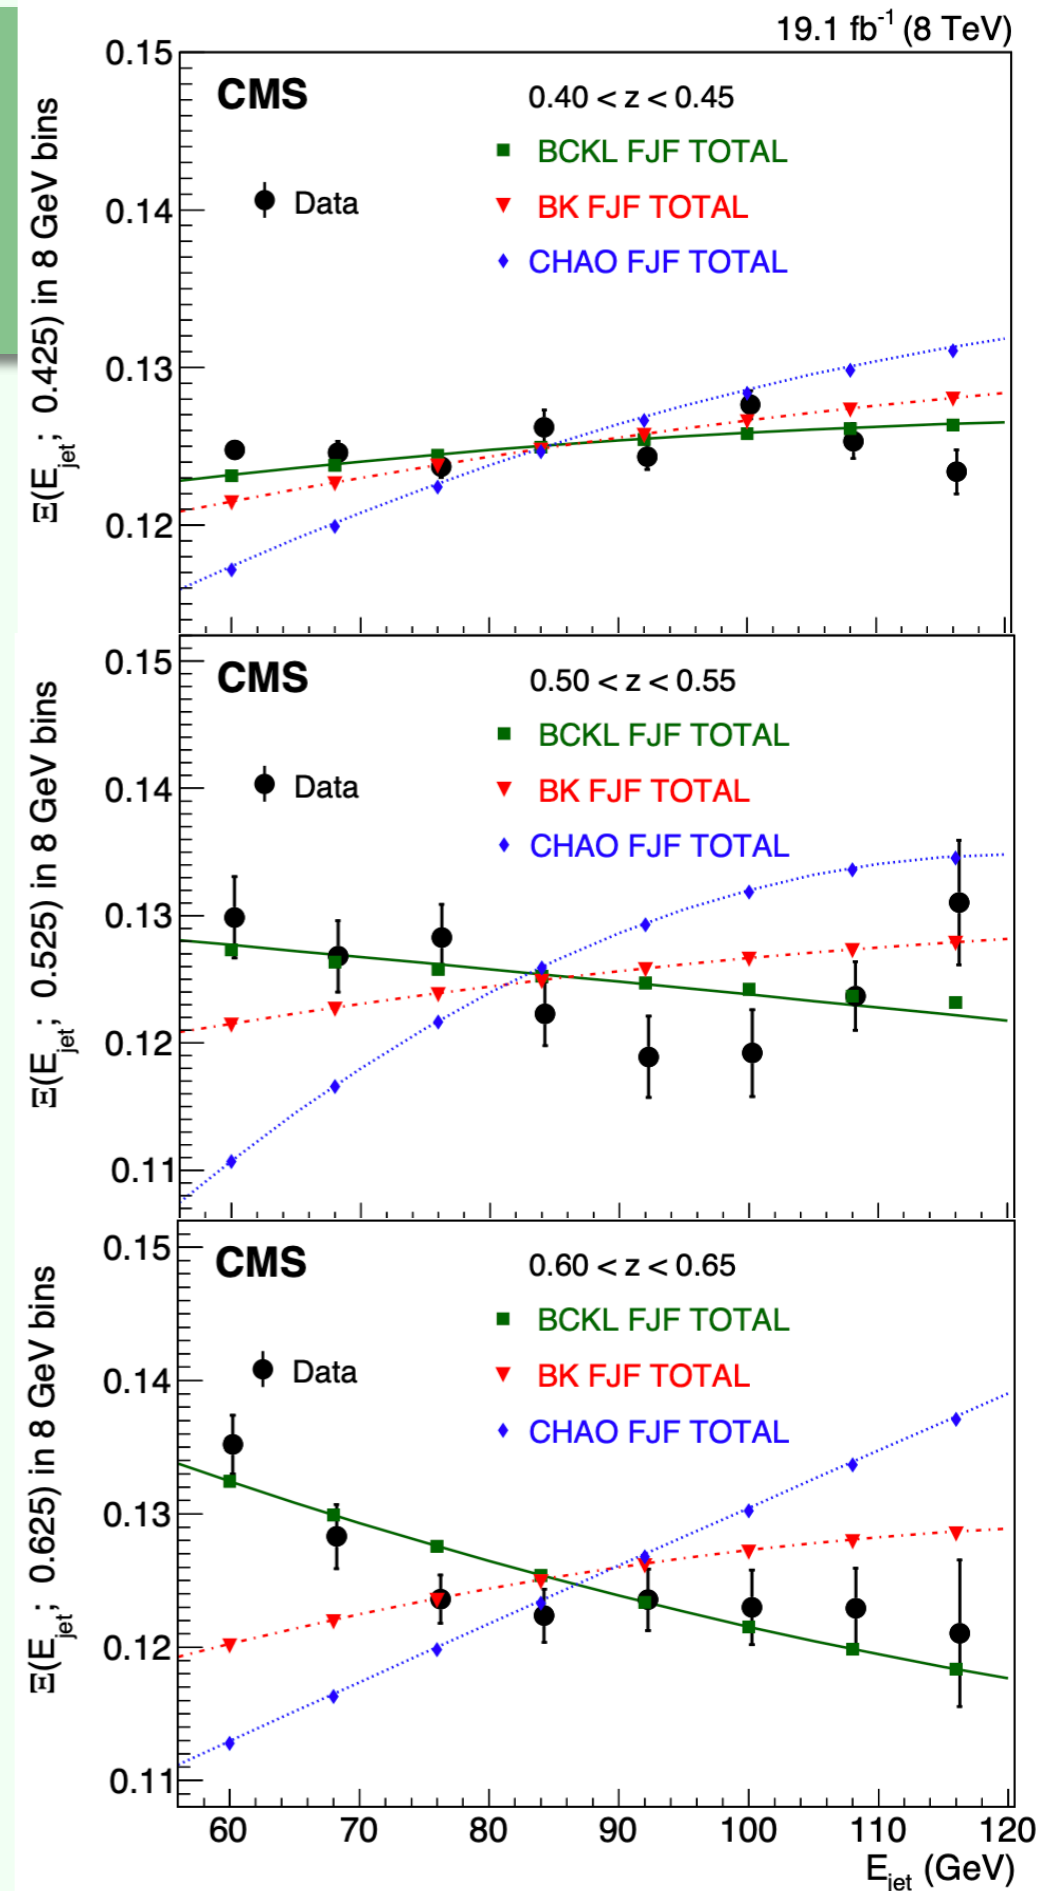 19.1 fb⁻¹ (8 TeV)
Ξ(E_jet; 0.425) in 8 GeV bins
0.15
0.14
0.13
0.12
CMS
0.40 < z < 0.45
BCKL FJF TOTAL
Data
BK FJF TOTAL
CHAO FJF TOTAL
Ξ(E_jet; 0.525) in 8 GeV bins
0.15
0.14
0.13
0.12
0.11
CMS
0.50 < z < 0.55
BCKL FJF TOTAL
Data
BK FJF TOTAL
CHAO FJF TOTAL
Ξ(E_jet; 0.625) in 8 GeV bins
0.15
0.14
0.13
0.12
0.11
CMS
0.60 < z < 0.65
BCKL FJF TOTAL
Data
BK FJF TOTAL
CHAO FJF TOTAL
60 70 80 90 100 110 120
E_jet (GeV)